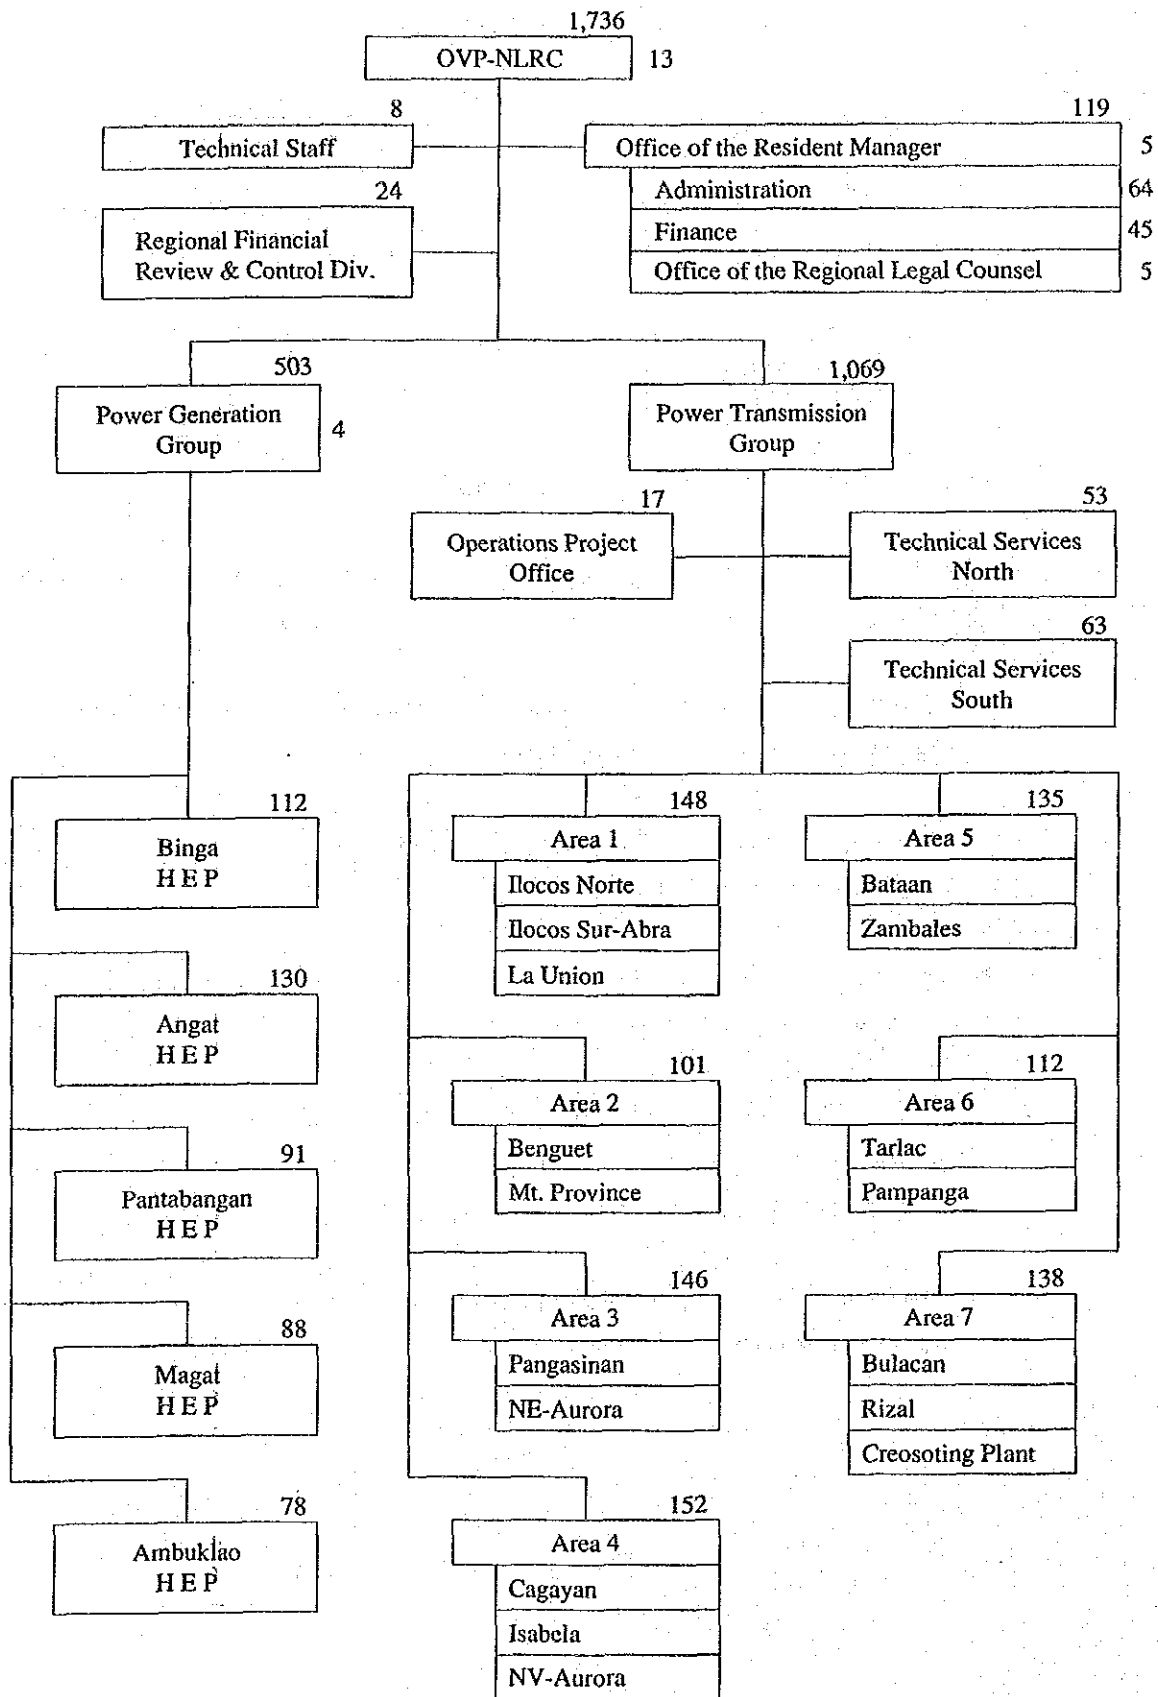 1,736
OVP-NLRC 13
8
Technical Staff
24
Regional Financial
Review & Control Div.
119
Office of the Resident Manager 5
Administration 64
Finance 45
Office of the Regional Legal Counsel 5
503
Power Generation
Group
4
1,069
Power Transmission
Group
17
Operations Project
Office
53
Technical Services
North
63
Technical Services
South
112
Binga
H E P
130
Angat
H E P
91
Pantabangan
H E P
88
Magat
H E P
78
Ambuklao
H E P
148
Area 1
Ilocos Norte
Ilocos Sur-Abra
La Union
101
Area 2
Benguet
Mt. Province
146
Area 3
Pangasinan
NE-Aurora
152
Area 4
Cagayan
Isabela
NV-Aurora
135
Area 5
Bataan
Zambales
112
Area 6
Tarlac
Pampanga
138
Area 7
Bulacan
Rizal
Creosoting Plant